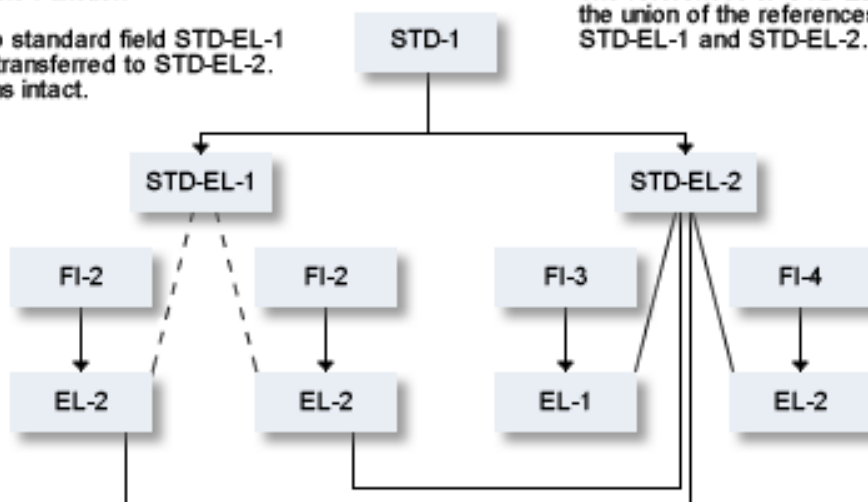 o standard field STD-EL-1
transferred to STD-EL-2.
s intact.
the union of the references
STD-EL-1 and STD-EL-2.
STD-1
STD-EL-1
STD-EL-2
FI-2
FI-2
FI-3
FI-4
EL-2
EL-2
EL-1
EL-2